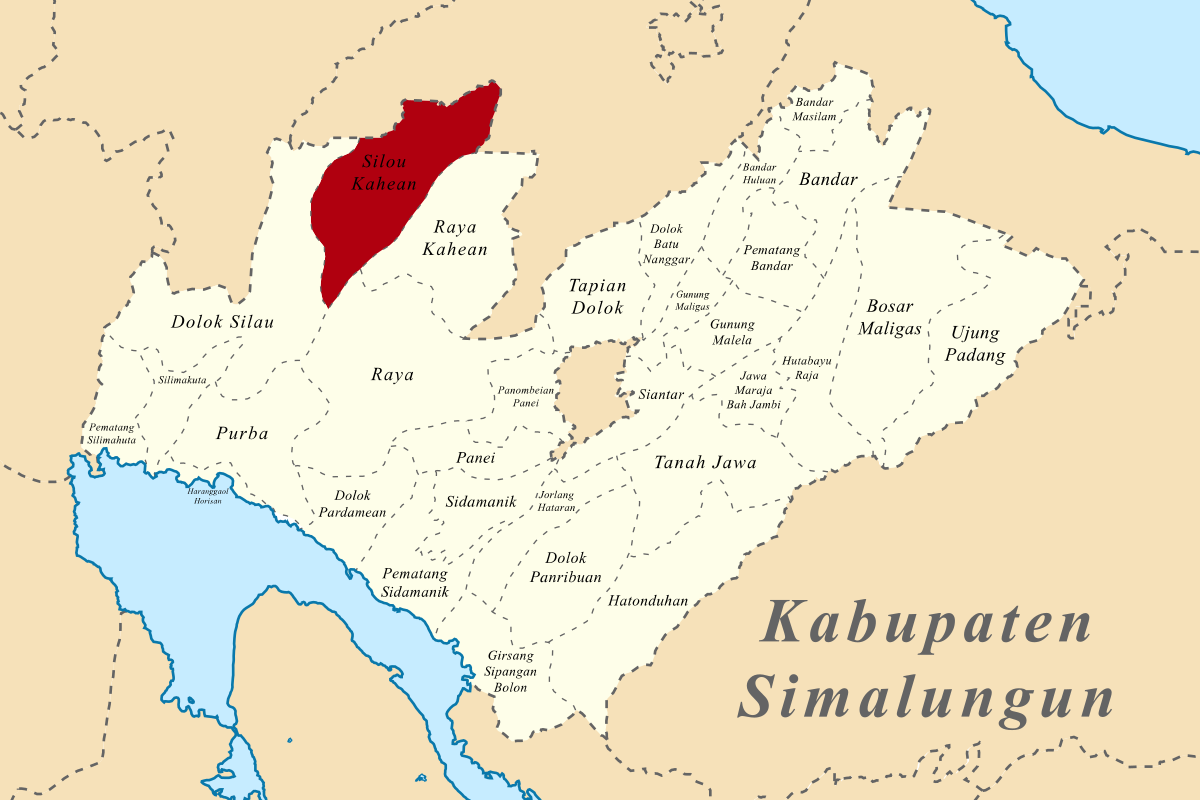 Bandar
Masilam
Silou
Kahean
Bandar
Huluan
Bandar
Raya
Kahean
Dolok
Batu
Nanggar
Pematang
Bandar
Tapian
Dolok
Gunung
Maligas
Bosar
Maligas
Dolok Silau
Gunung
Malela
Ujung
Padang
Raya
Silimakuta
Hutabayu
Raja
Jawa
Maraja
Bah Jambi
Panombeian
Panei
Siantar
Pematang
Silimahuta
Purba
Panei
Tanah Jawa
Haranggaol
Horisan
Dolok
Pardamean
Sidamanik
Jorlang
Hataran
Dolok
Panribuan
Pematang
Sidamanik
Hatonduhan
Girsang
Sipangan
Bolon
Kabupaten
Simalungun